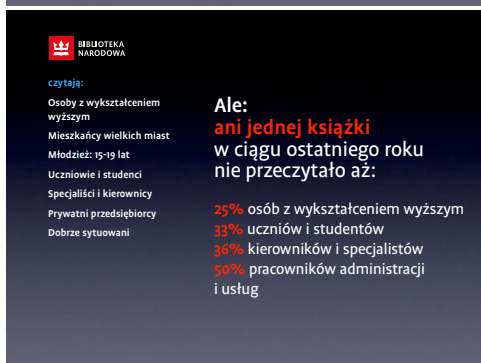 BIBLIOTEKA
NARODOWA
czytają:
Osoby z wykształceniem
wyższym
Mieszkańcy wielkich miast
Młodzież: 15-19 lat
Uczniowie i studenci
Specjaliści i kierownicy
Prywatni przedsiębiorcy
Dobrze sytuowani
Ale:
ani jednej książki
w ciągu ostatniego roku
nie przeczytało aż:
25% osób z wykształceniem wyższym
33% uczniów i studentów
36% kierowników i specjalistów
50% pracowników administracji
i usług